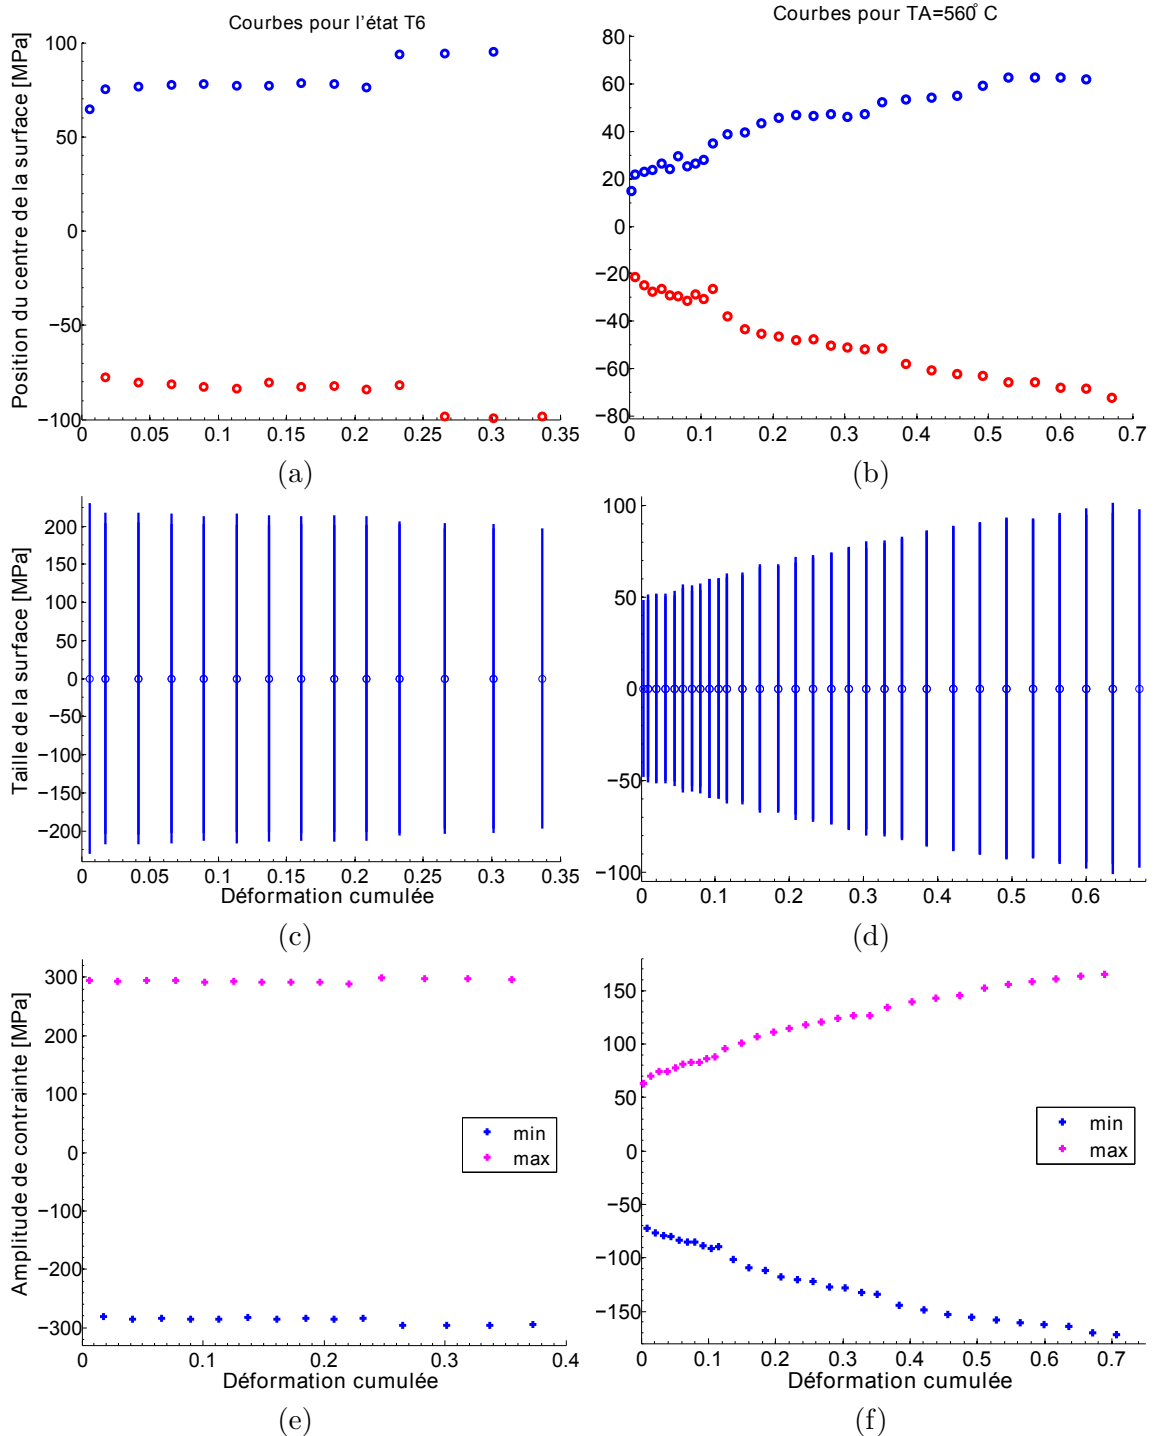 Courbes pour l'état T6
Courbes pour TA=560° C
Position du centre de la surface [MPa]
100
50
0
−50
−100
0 0.05 0.1 0.15 0.2 0.25 0.3 0.35
80
60
40
20
0
−20
−40
−60
−80
0 0.1 0.2 0.3 0.4 0.5 0.6 0.7
(a)
(b)
Taille de la surface [MPa]
200
150
100
50
0
−50
−100
−150
−200
0 0.05 0.1 0.15 0.2 0.25 0.3 0.35
Déformation cumulée
100
50
0
−50
−100
0 0.1 0.2 0.3 0.4 0.5 0.6
(c)
(d)
Amplitude de contrainte [MPa]
300
200
100
0
−100
−200
−300
0 0.1 0.2 0.3 0.4
min
max
Déformation cumulée
150
100
50
0
−50
−100
−150
0 0.1 0.2 0.3 0.4 0.5 0.6 0.7
min
max
Déformation cumulée
(e)
(f)